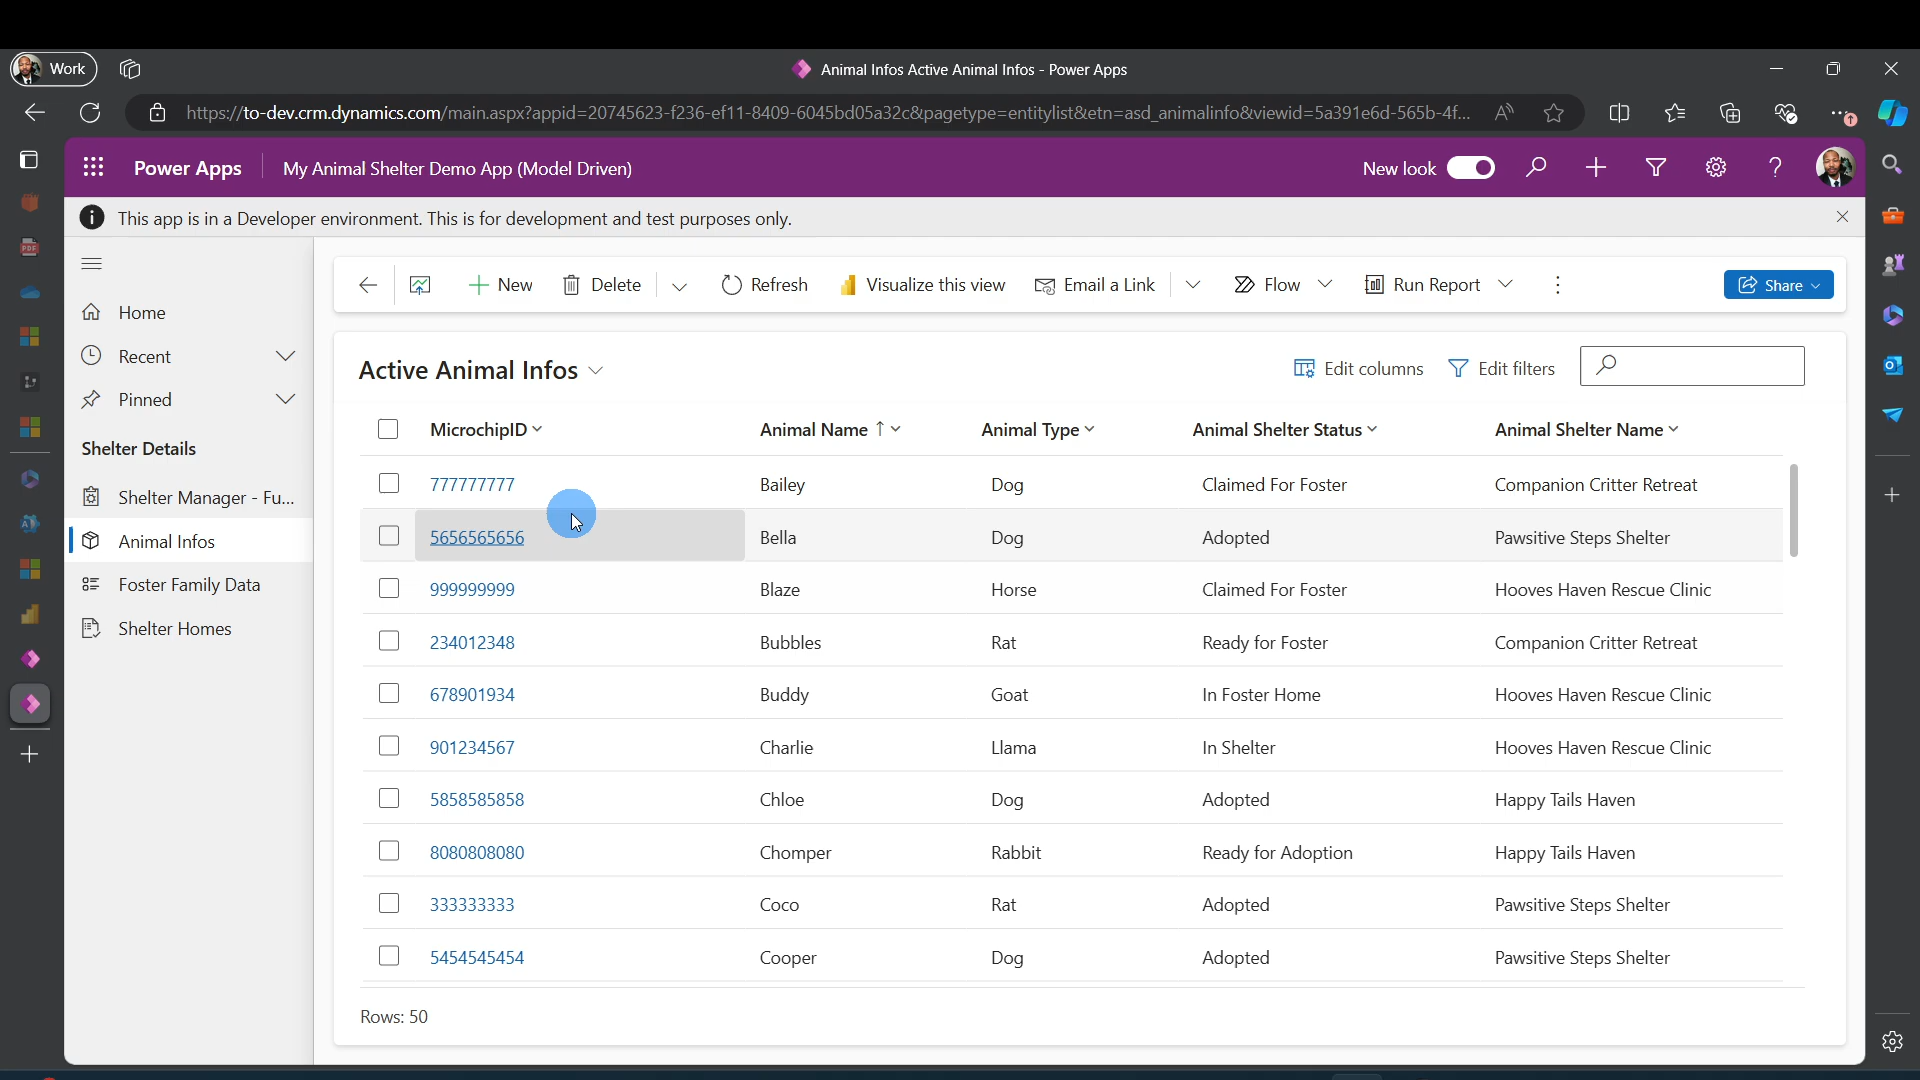 Work
Animal Infos Active Animal Infos - Power Apps
https://to-dev.crm.dynamics.com/main.aspx?appid=20745623-f236-ef11-8409-6045bd05a32c&pagetype=entitylist&etn=asd_animalinfo&viewid=5a391e6d-565b-4f...
Power Apps
My Animal Shelter Demo App (Model Driven)
New look
This app is in a Developer environment. This is for development and test purposes only.
New
Delete
Refresh
Visualize this view
Email a Link
Flow
Run Report
Share
Home
Recent
Pinned
Shelter Details
Shelter Manager - Fu...
Animal Infos
Foster Family Data
Shelter Homes
Active Animal Infos
Edit columns
Edit filters
MicrochipID Animal Name Animal Type Animal Shelter Status Animal Shelter Name
777777777 Bailey Dog Claimed For Foster Companion Critter Retreat
5656565656 Bella Dog Adopted Pawsitive Steps Shelter
999999999 Blaze Horse Claimed For Foster Hooves Haven Rescue Clinic
234012348 Bubbles Rat Ready for Foster Companion Critter Retreat
678901934 Buddy Goat In Foster Home Hooves Haven Rescue Clinic
901234567 Charlie Llama In Shelter Hooves Haven Rescue Clinic
5858585858 Chloe Dog Adopted Happy Tails Haven
8080808080 Chomper Rabbit Ready for Adoption Happy Tails Haven
333333333 Coco Rat Adopted Pawsitive Steps Shelter
5454545454 Cooper Dog Adopted Pawsitive Steps Shelter
Rows: 50